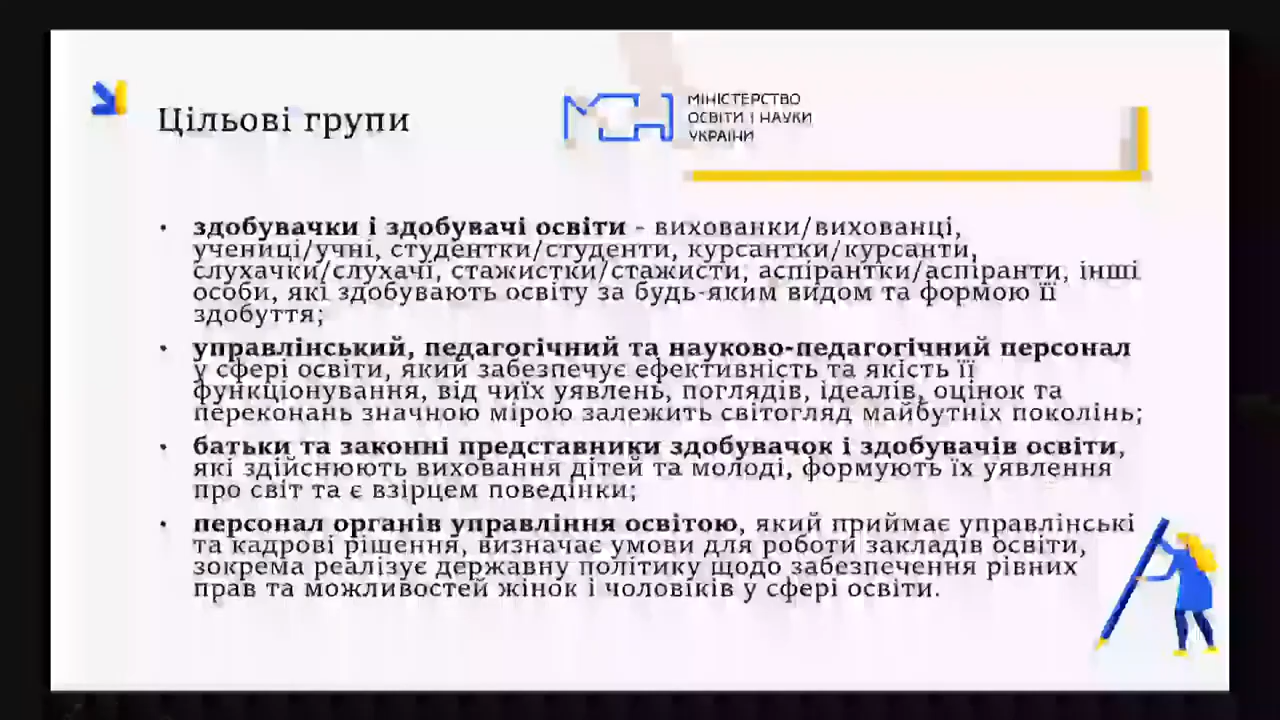 Цільові групи
МІНІСТЕРСТВО
ОСВІТИ І НАУКИ
УКРАЇНИ
• здобувачки і здобувачі освіти - вихованки/вихованці,
учениці/учні, студентки/студенти, курсантки/курсанти,
слухачки/слухачі, стажистки/стажисти, аспірантки/аспіранти, інші
особи, які здобувають освіту за будь-яким видом та формою її
здобуття;
• управлінський, педагогічний та науково-педагогічний персонал
у сфері освіти, який забезпечує ефективність та якість її
функціонування, від чиїх уявлень, поглядів, ідеалів, оцінок та
переконань значною мірою залежить світогляд майбутніх поколінь;
• батьки та законні представники здобувачок і здобувачів освіти,
які здійснюють виховання дітей та молоді, формують їх уявлення
про світ та є взірцем поведінки;
• персонал органів управління освітою, який приймає управлінські
та кадрові рішення, визначає умови для роботи закладів освіти,
зокрема реалізує державну політику щодо забезпечення рівних
прав та можливостей жінок і чоловіків у сфері освіти.